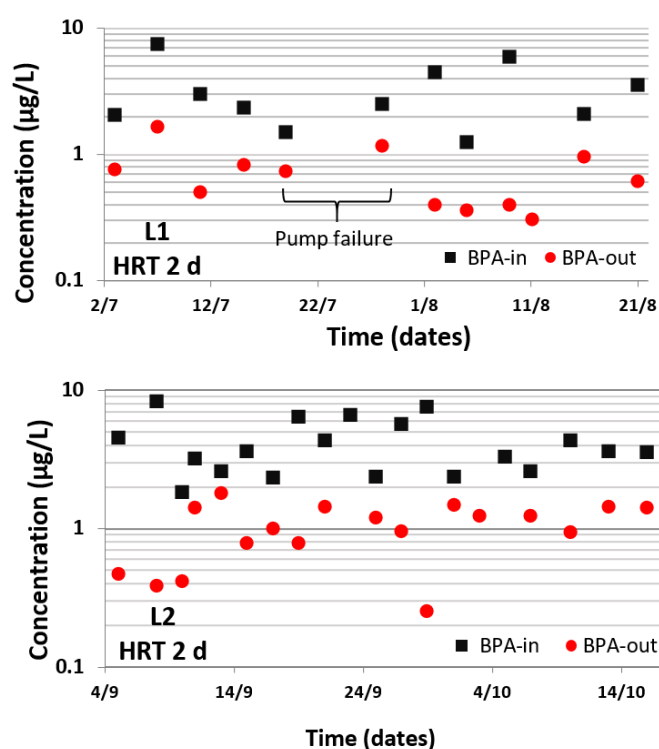 Concentration (µg/L)
10
1
0.1
L1
HRT 2 d
Pump failure
BPA-in
BPA-out
2/7
12/7
22/7
1/8
11/8
21/8
Time (dates)
Concentration (µg/L)
10
1
0.1
L2
HRT 2 d
BPA-in
BPA-out
4/9
14/9
24/9
4/10
14/10
Time (dates)